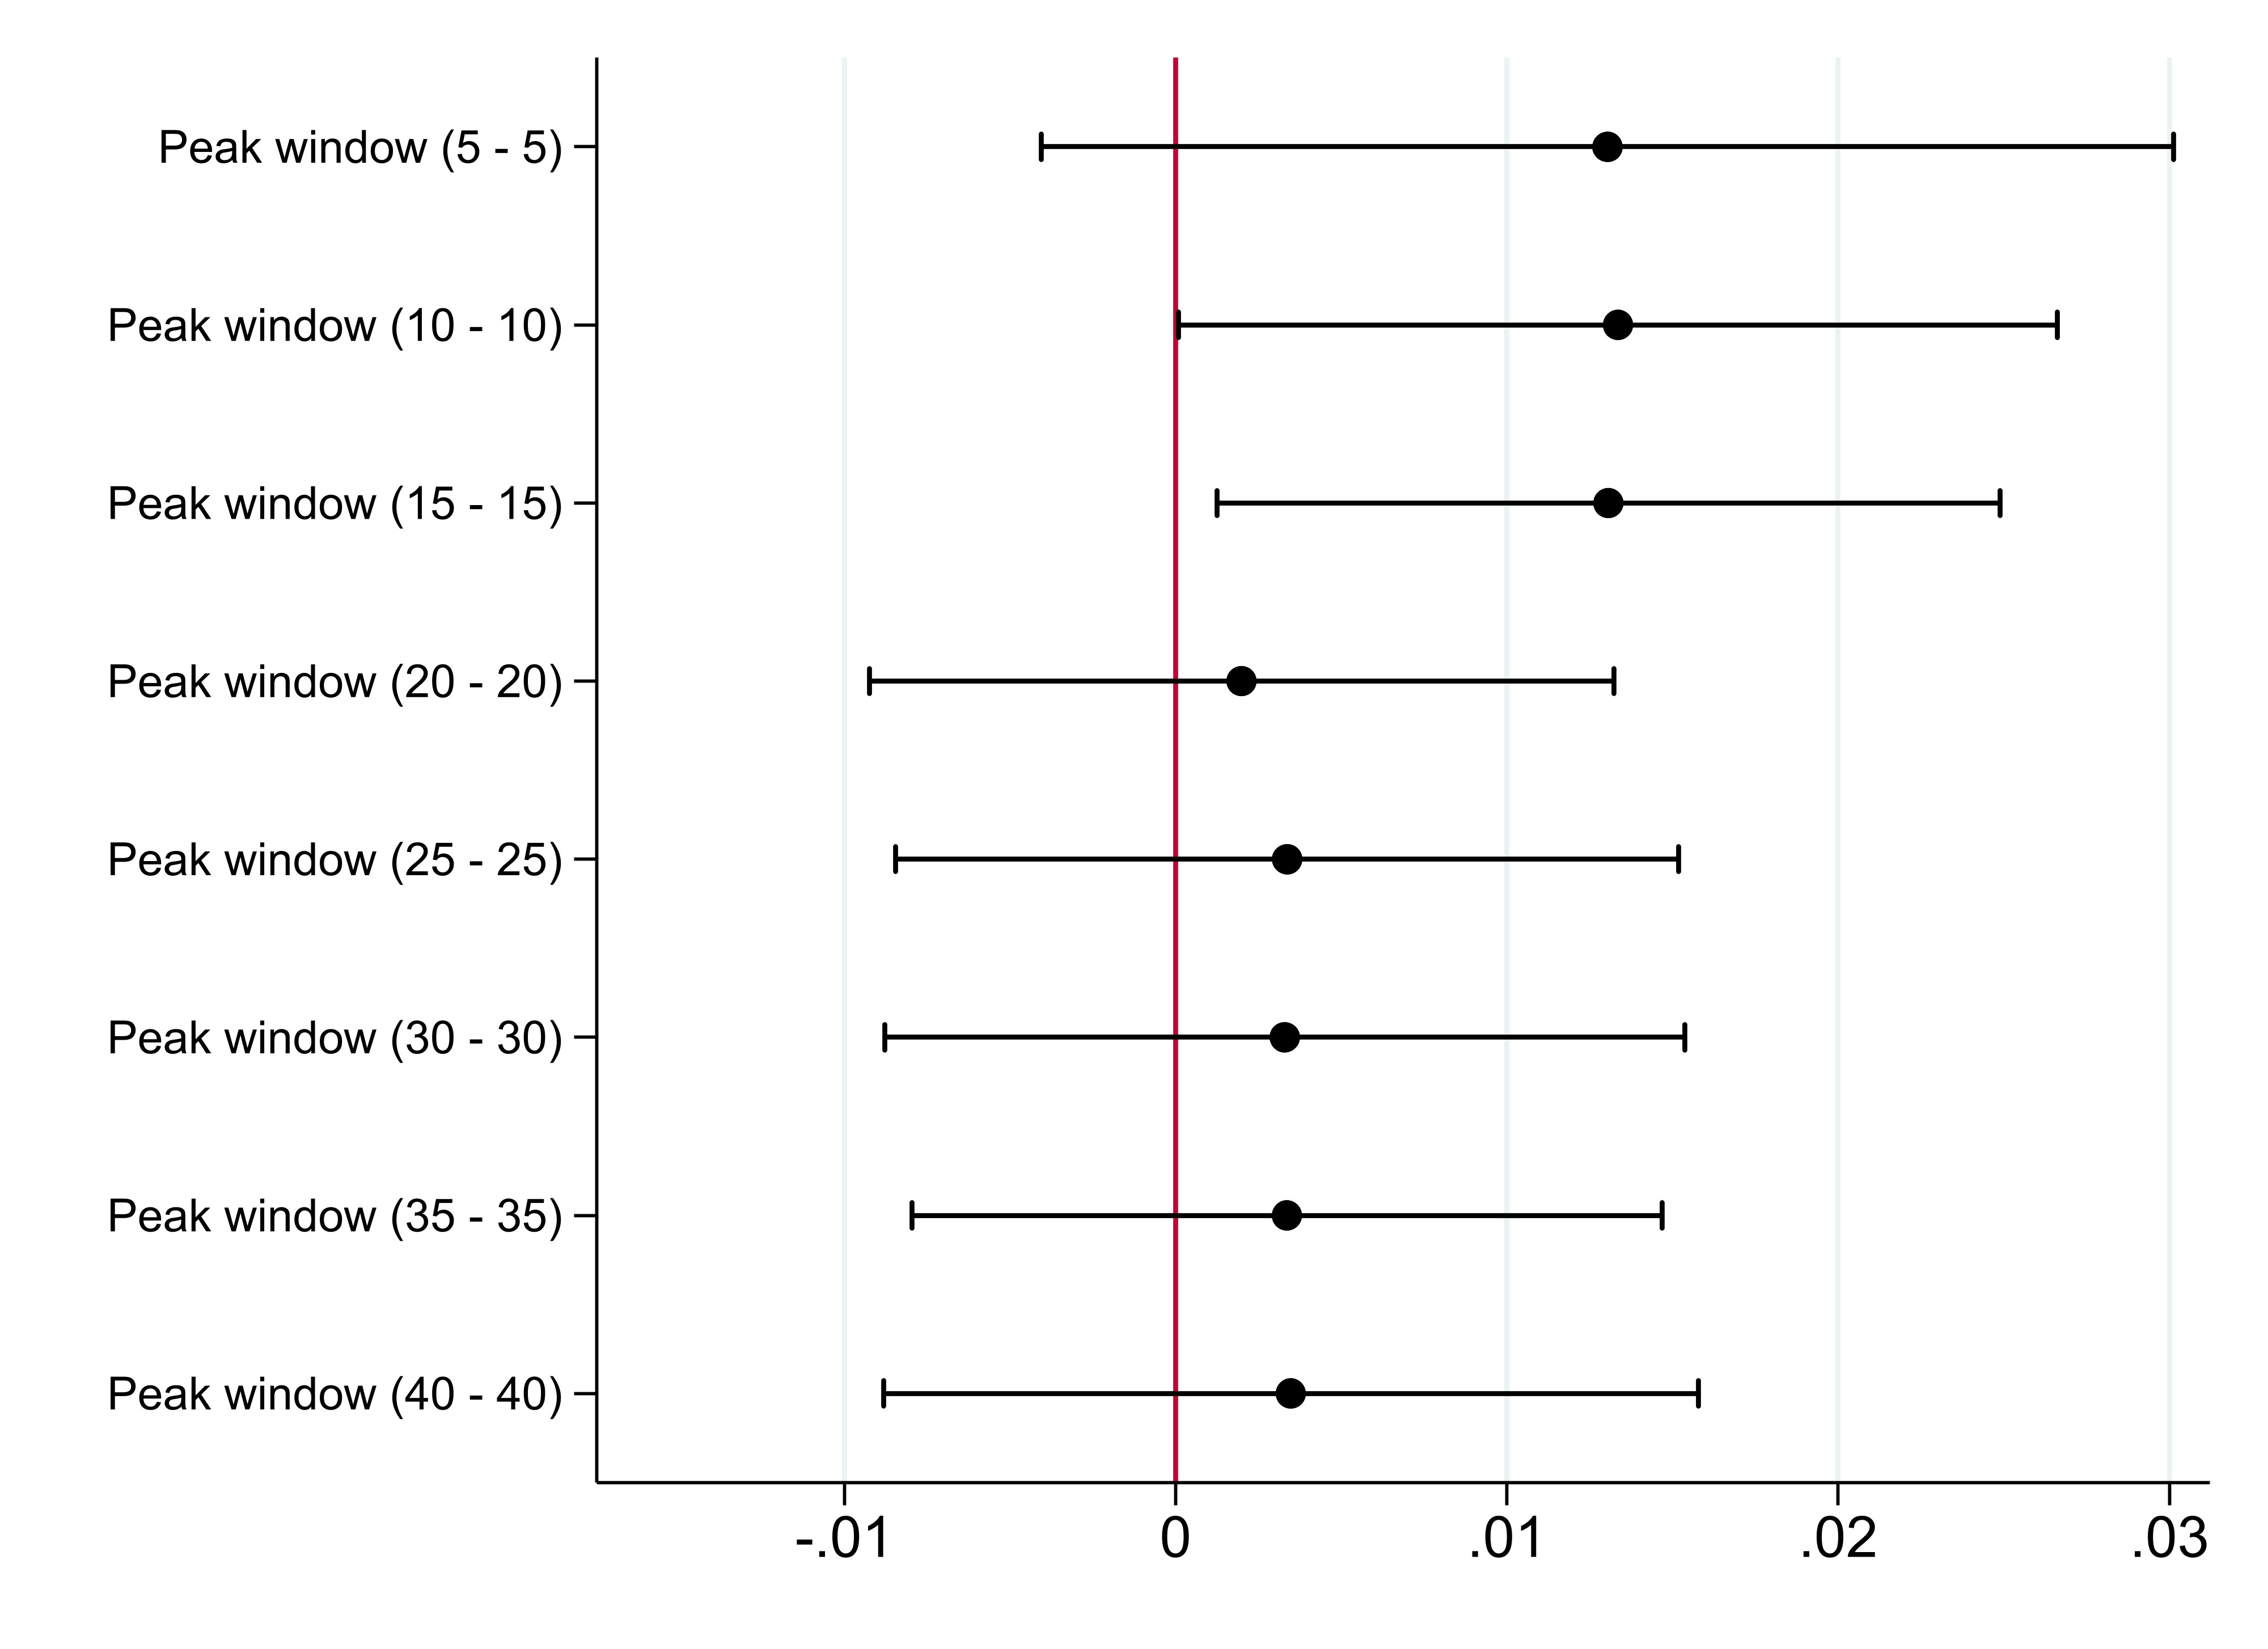 Peak window (5 - 5)
Peak window (10 - 10)
Peak window (15 - 15)
Peak window (20 - 20)
Peak window (25 - 25)
Peak window (30 - 30)
Peak window (35 - 35)
Peak window (40 - 40)
-.01 0 .01 .02 .03